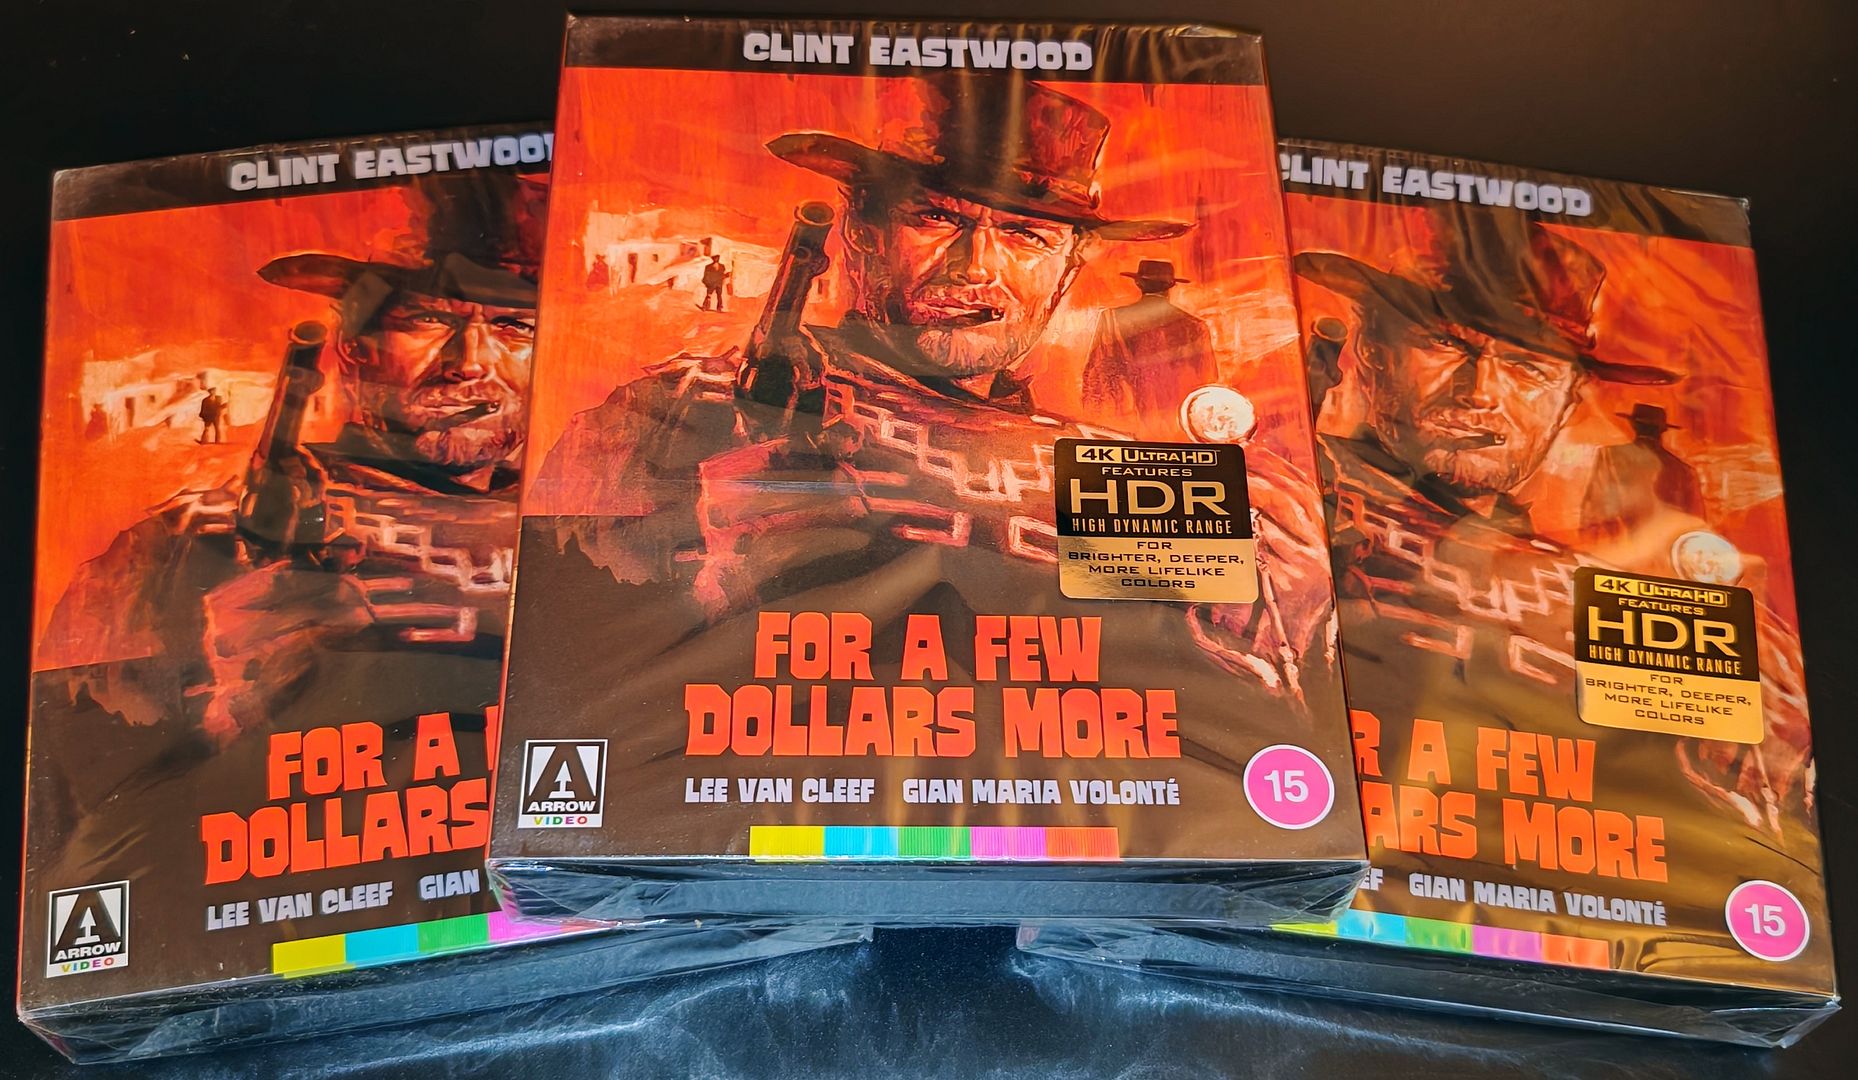 CLINT EASTWOOD
4K ULTRA HD
FEATURES
HDR
HIGH DYNAMIC RANGE
FOR
BRIGHTER, DEEPER,
MORE LIFELIKE
COLORS
FOR A FEW
DOLLARS MORE
LEE VAN CLEEF GIAN MARIA VOLONTÉ
ARROW
VIDEO
15
CLINT EASTWOO
FOR A
DOLLARS
LEE VAN CLEEF GIAN
ARROW
VIDEO
CLINT EASTWOOD
4K ULTRA HD
FEATURES
HDR
HIGH DYNAMIC RANGE
FOR
BRIGHTER, DEEPER,
MORE LIFELIKE
COLORS
R A FEW
ARS MORE
EF GIAN MARIA VOLONTÉ
15